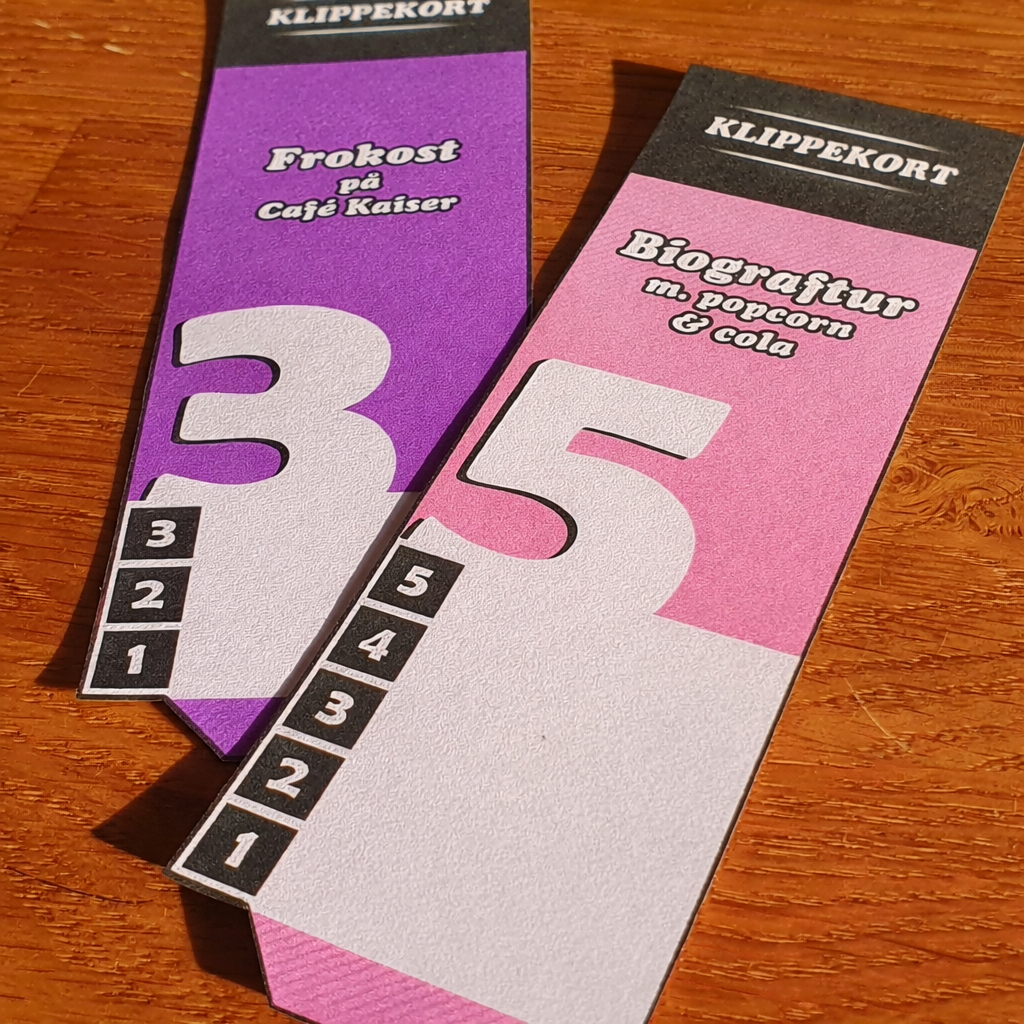 KLIPPEKORT
Frokost
på
Café Kaiser
3
3
2
1
KLIPPEKORT
Biograftur
m. popcorn
& cola
5
5
4
3
2
1